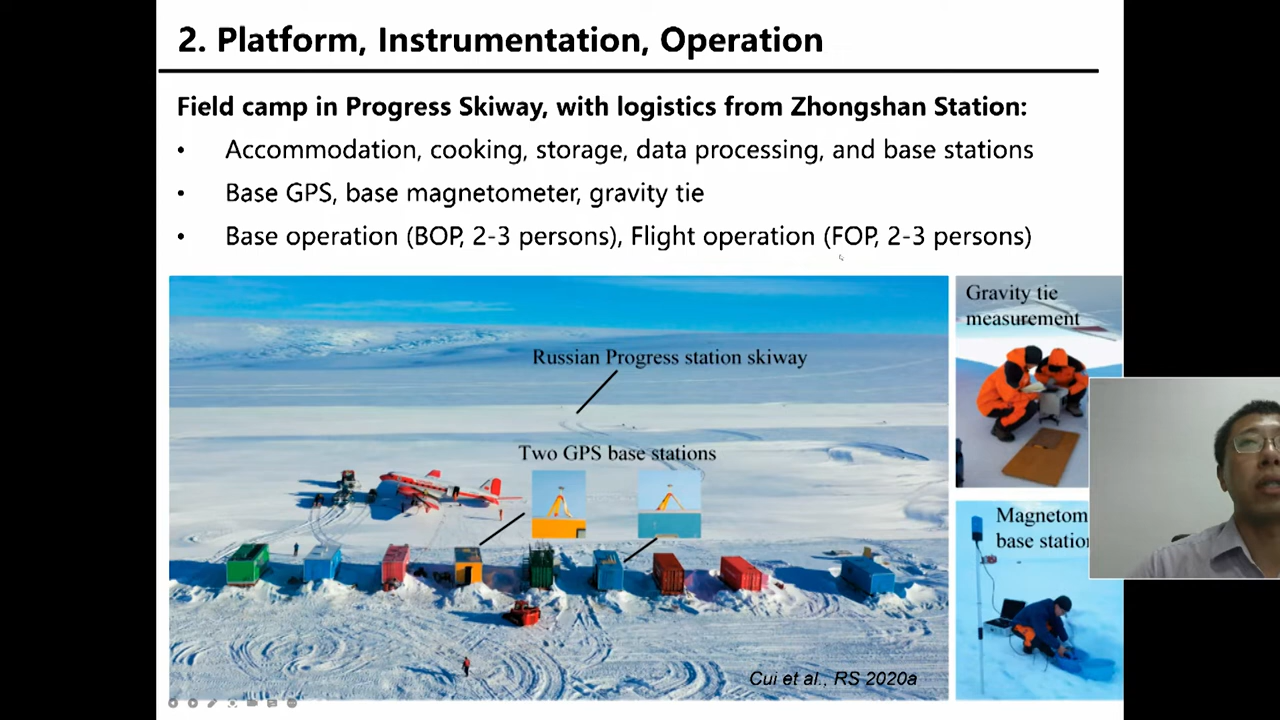 2. Platform, Instrumentation, Operation
Field camp in Progress Skiway, with logistics from Zhongshan Station:
• Accommodation, cooking, storage, data processing, and base stations
• Base GPS, base magnetometer, gravity tie
• Base operation (BOP, 2-3 persons), Flight operation (FOP, 2-3 persons)
Russian Progress station skiway
Two GPS base stations
Cui et al., RS 2020a
Gravity tie
measurement
Magnetom
base station